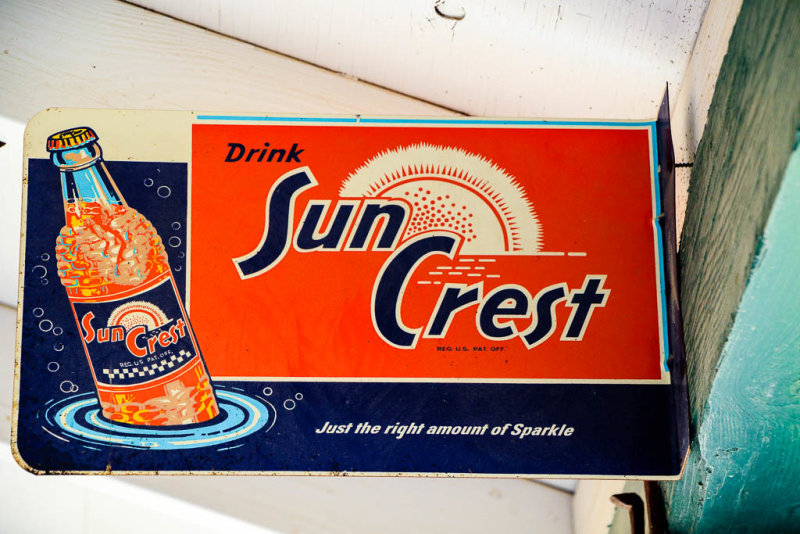 Drink
Sun
Crest
REG. U.S. PAT. OFF.
Just the right amount of Sparkle
Sun
Crest
REG. U.S. PAT. OFF.